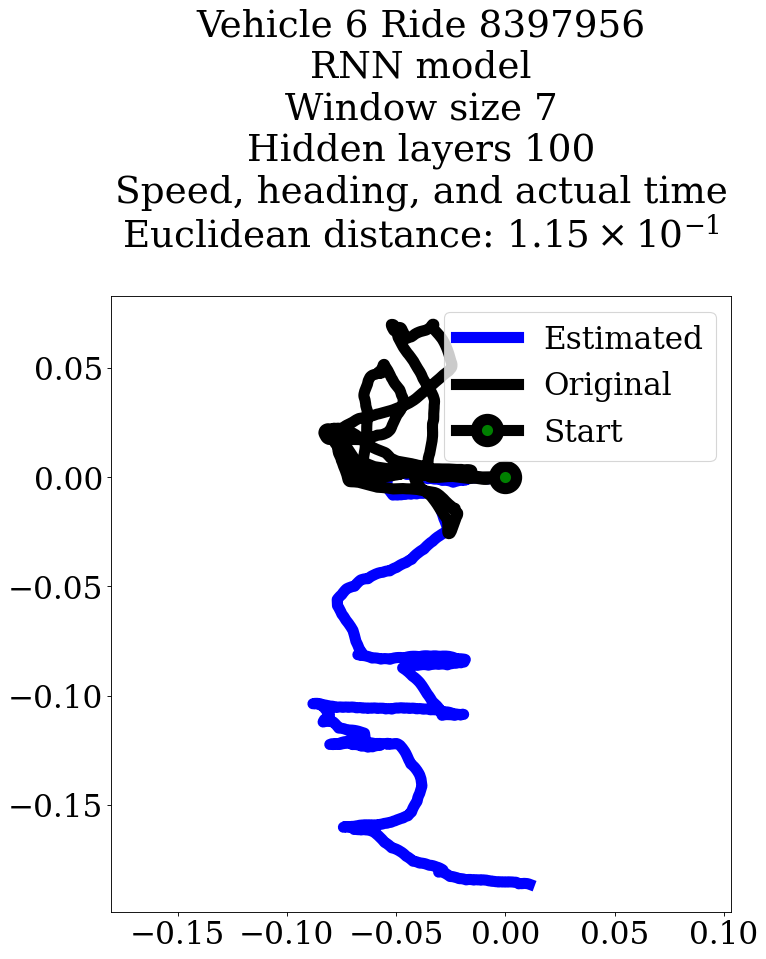 Vehicle 6 Ride 8397956
RNN model
Window size 7
Hidden layers 100
Speed, heading, and actual time
Euclidean distance: 1.15 × 10⁻¹
Estimated
Original
Start
0.05
0.00
−0.05
−0.10
−0.15
−0.15 −0.10 −0.05 0.00 0.05 0.10